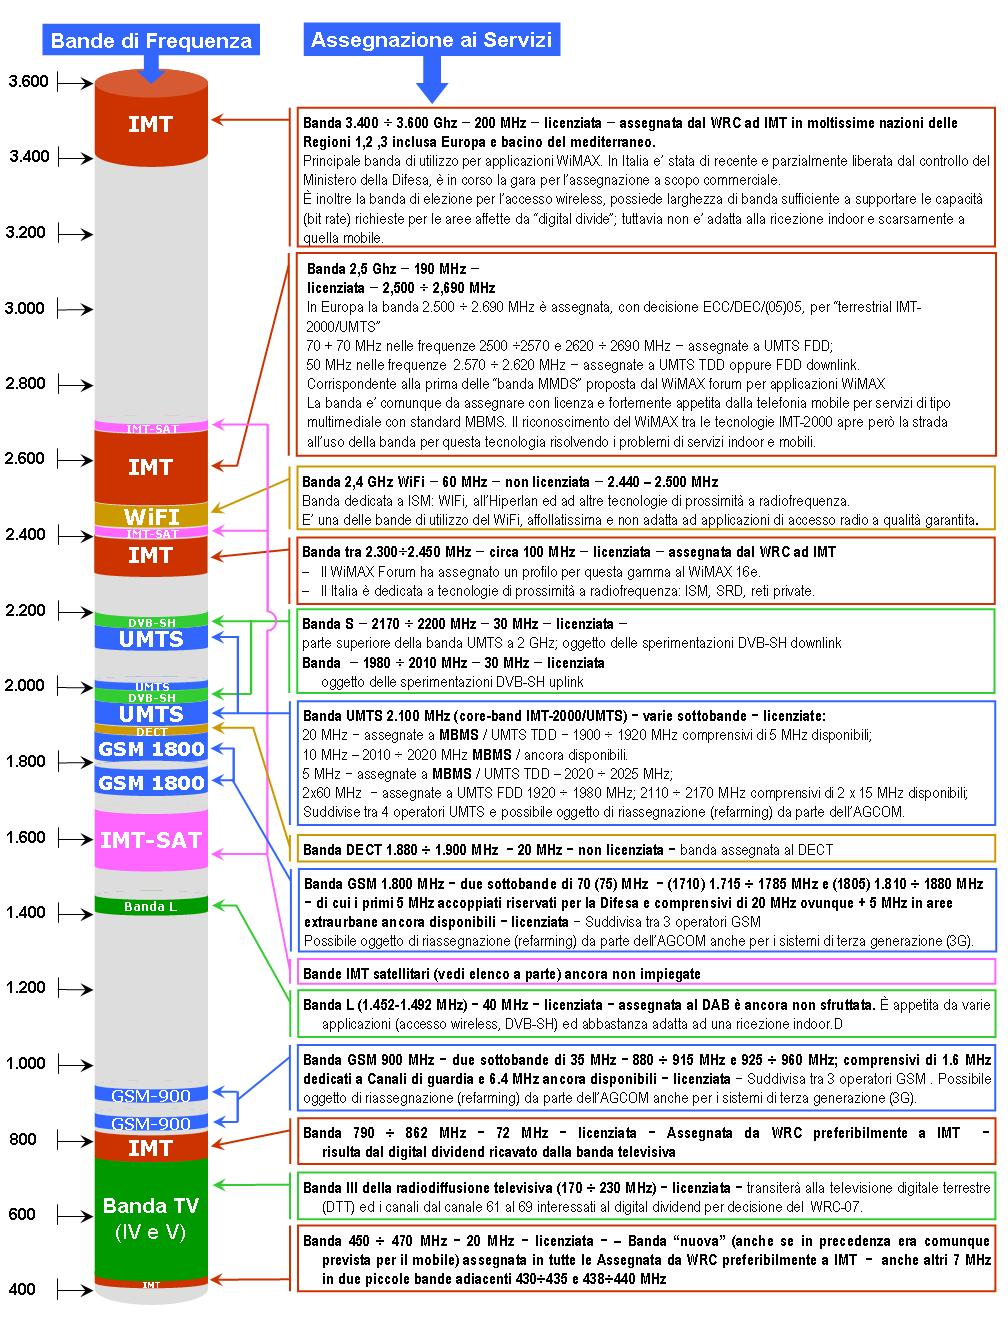 Bande di Frequenza
Assegnazione ai Servizi
3.600
3.400
3.200
3.000
2.800
2.600
2.400
2.200
2.000
1.800
1.600
1.400
1.200
1.000
800
600
400
IMT
IMT-SAT
IMT
WiFI
IMT-SAT
IMT
DVB-SH
UMTS
UMTS
DVB-SH
UMTS
DECT
GSM 1800
GSM 1800
IMT-SAT
Banda L
GSM-900
GSM-900
IMT
Banda TV
(IV e V)
IMT
Banda 3.400 ÷ 3.600 Ghz – 200 MHz – licenziata – assegnata dal WRC ad IMT in moltissime nazioni delle
Regioni 1,2 ,3 inclusa Europa e bacino del mediterraneo.
Principale banda di utilizzo per applicazioni WiMAX. In Italia e' stata di recente e parzialmente liberata dal controllo del
Ministero della Difesa, è in corso la gara per l'assegnazione a scopo commerciale.
È inoltre la banda di elezione per l'accesso wireless, possiede larghezza di banda sufficiente a supportare le capacità
(bit rate) richieste per le aree affette da "digital divide"; tuttavia non e' adatta alla ricezione indoor e scarsamente a
quella mobile.
Banda 2,5 Ghz – 190 MHz –
licenziata – 2,500 ÷ 2,690 MHz
In Europa la banda 2.500 ÷ 2.690 MHz è assegnata, con decisione ECC/DEC/(05)05, per "terrestrial IMT-
2000/UMTS"
70 + 70 MHz nelle frequenze 2500 ÷2570 e 2620 ÷ 2690 MHz – assegnate a UMTS FDD;
50 MHz nelle frequenze 2.570 ÷ 2.620 MHz – assegnate a UMTS TDD oppure FDD downlink.
Corrispondente alla prima delle "banda MMDS" proposta dal WiMAX forum per applicazioni WiMAX
La banda e' comunque da assegnare con licenza e fortemente appetita dalla telefonia mobile per servizi di tipo
multimediale con standard MBMS. Il riconoscimento del WiMAX tra le tecnologie IMT-2000 apre però la strada
all'uso della banda per questa tecnologia risolvendo i problemi di servizi indoor e mobili.
Banda 2,4 GHz WiFi – 60 MHz – non licenziata – 2.440 – 2.500 MHz
Banda dedicata a ISM: WIFi, all'Hiperlan ed ad altre tecnologie di prossimità a radiofrequenza.
E' una delle bande di utilizzo del WiFi, affollatissima e non adatta ad applicazioni di accesso radio a qualità garantita.
Banda tra 2.300÷2.450 MHz – circa 100 MHz – licenziata – assegnata dal WRC ad IMT
– Il WiMAX Forum ha assegnato un profilo per questa gamma al WiMAX 16e.
– Il Italia è dedicata a tecnologie di prossimità a radiofrequenza: ISM, SRD, reti private.
Banda S – 2170 ÷ 2200 MHz – 30 MHz – licenziata –
parte superiore della banda UMTS a 2 GHz; oggetto delle sperimentazioni DVB-SH downlink
Banda – 1980 ÷ 2010 MHz – 30 MHz – licenziata
oggetto delle sperimentazioni DVB-SH uplink
Banda UMTS 2.100 MHz (core-band IMT-2000/UMTS) – varie sottobande – licenziate:
20 MHz – assegnate a MBMS / UMTS TDD – 1900 ÷ 1920 MHz comprensivi di 5 MHz disponibili;
10 MHz – 2010 ÷ 2020 MHz MBMS / ancora disponibili.
5 MHz – assegnate a MBMS / UMTS TDD – 2020 ÷ 2025 MHz;
2x60 MHz – assegnate a UMTS FDD 1920 ÷ 1980 MHz; 2110 ÷ 2170 MHz comprensivi di 2 x 15 MHz disponibili;
Suddivise tra 4 operatori UMTS e possibile oggetto di riassegnazione (refarming) da parte dell'AGCOM.
Banda DECT 1.880 ÷ 1.900 MHz – 20 MHz – non licenziata – banda assegnata al DECT
Banda GSM 1.800 MHz – due sottobande di 70 (75) MHz – (1710) 1.715 ÷ 1785 MHz e (1805) 1.810 ÷ 1880 MHz
– di cui i primi 5 MHz accoppiati riservati per la Difesa e comprensivi di 20 MHz ovunque + 5 MHz in aree
extraurbane ancora disponibili – licenziata – Suddivisa tra 3 operatori GSM
Possibile oggetto di riassegnazione (refarming) da parte dell'AGCOM anche per i sistemi di terza generazione (3G).
Bande IMT satellitari (vedi elenco a parte) ancora non impiegate
Banda L (1.452-1.492 MHz) – 40 MHz – licenziata – assegnata al DAB è ancora non sfruttata. È appetita da varie
applicazioni (accesso wireless, DVB-SH) ed abbastanza adatta ad una ricezione indoor.D
Banda GSM 900 MHz – due sottobande di 35 MHz – 880 ÷ 915 MHz e 925 ÷ 960 MHz; comprensivi di 1.6 MHz
dedicati a Canali di guardia e 6.4 MHz ancora disponibili – licenziata – Suddivisa tra 3 operatori GSM . Possibile
oggetto di riassegnazione (refarming) da parte dell'AGCOM anche per i sistemi di terza generazione (3G).
Banda 790 ÷ 862 MHz – 72 MHz – licenziata – Assegnata da WRC preferibilmente a IMT –
risulta dal digital dividend ricavato dalla banda televisiva
Banda III della radiodiffusione televisiva (170 ÷ 230 MHz) – licenziata – transiterà alla televisione digitale terrestre
(DTT) ed i canali dal canale 61 al 69 interessati al digital dividend per decisione del WRC-07.
Banda 450 ÷ 470 MHz – 20 MHz – licenziata – – Banda "nuova" (anche se in precedenza era comunque
prevista per il mobile) assegnata in tutte le Assegnata da WRC preferibilmente a IMT – anche altri 7 MHz
in due piccole bande adiacenti 430÷435 e 438÷440 MHz